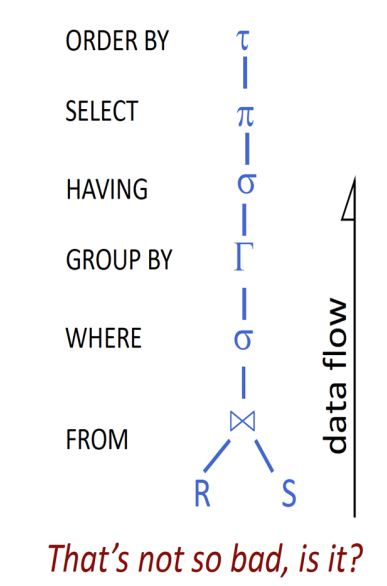 ORDER BY τ
SELECT π
HAVING σ
GROUP BY Γ
WHERE σ
⋈
FROM
R S
data flow
That's not so bad, is it?